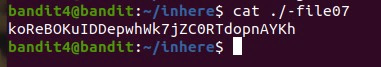 bandit4@bandit:~/inhere$ cat ./-file07
koReBOKuIDDepwhWk7jZC0RTdopnAYKh
bandit4@bandit:~/inhere$